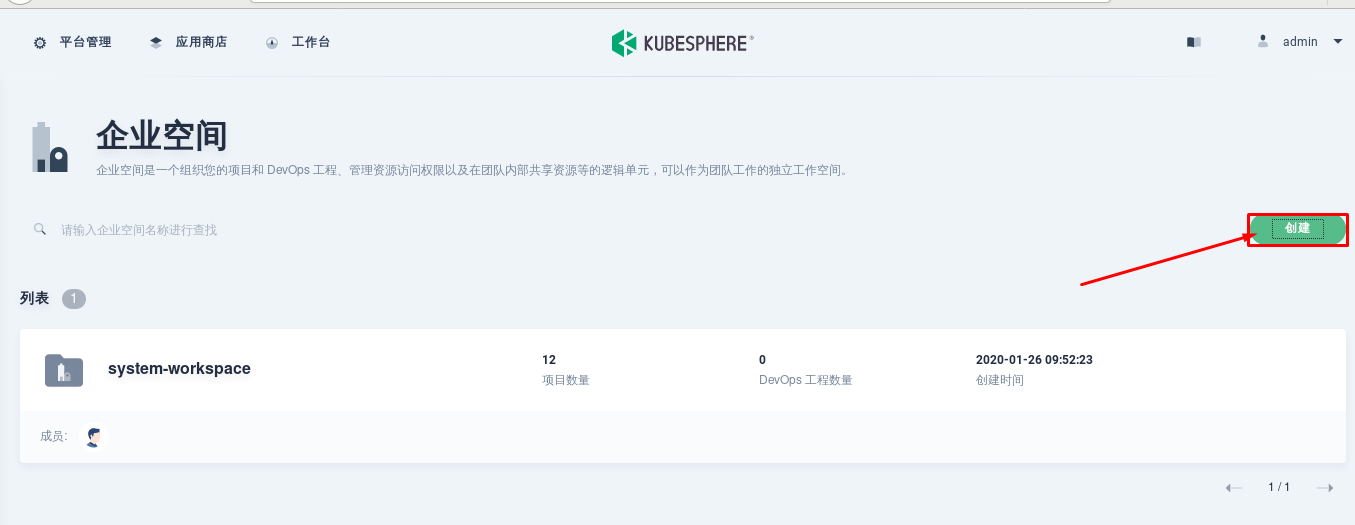 平台管理 应用商店 工作台 KUBESPHERE® admin
企业空间
企业空间是一个组织您的项目和 DevOps 工程、管理资源访问权限以及在团队内部共享资源等的逻辑单元，可以作为团队工作的独立工作空间。
请输入企业空间名称进行查找 创建
列表 1
system-workspace 12 0 2020-01-26 09:52:23
项目数量 DevOps 工程数量 创建时间
成员:
1 / 1